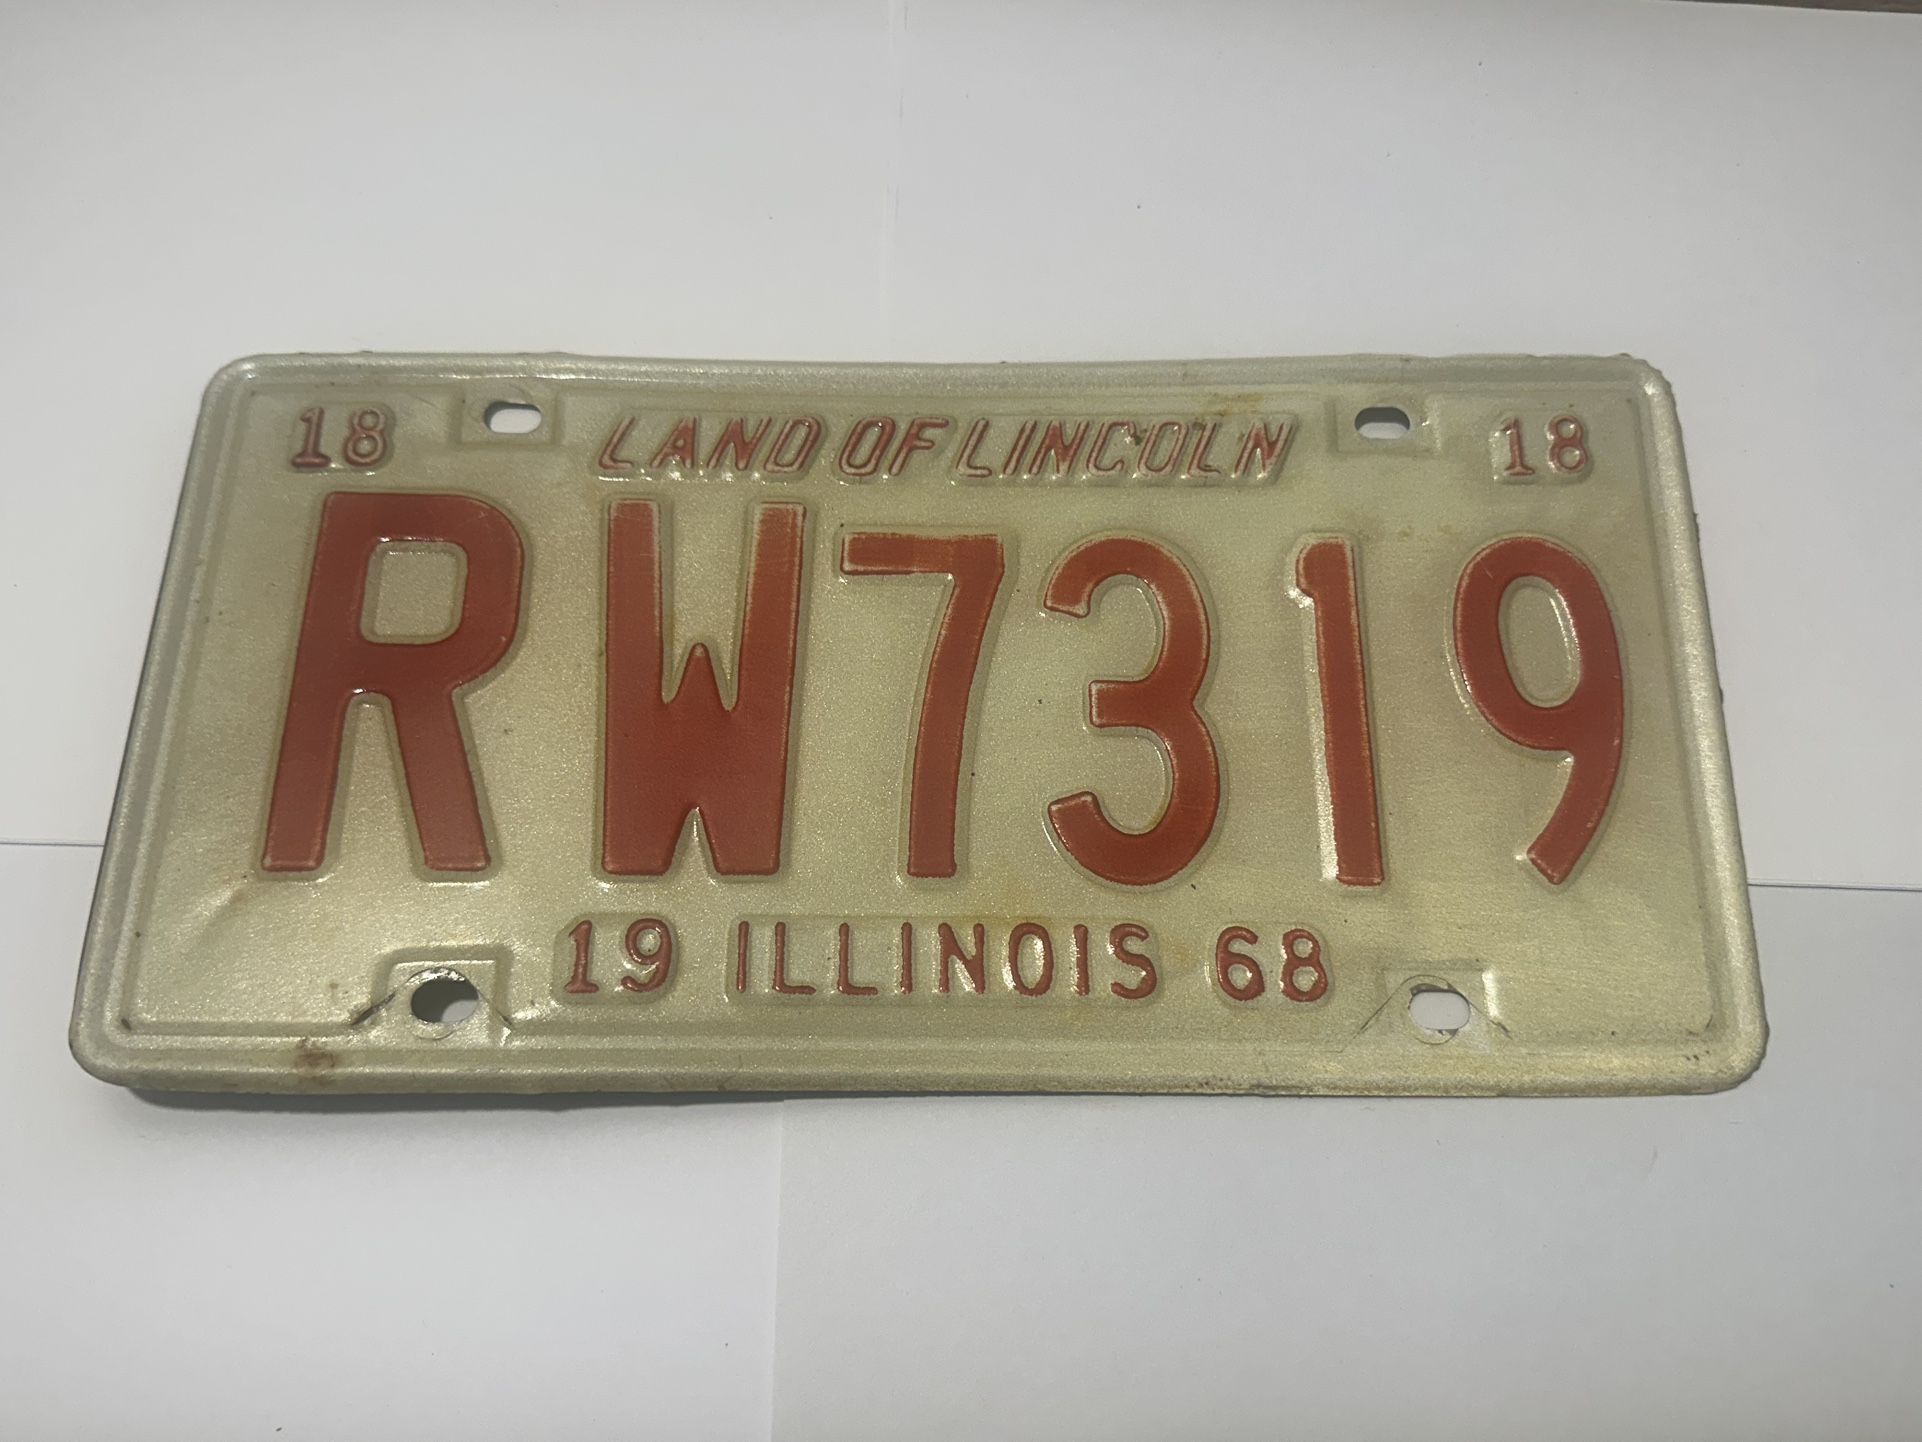 18 LAND OF LINCOLN 18
RW7319
19 ILLINOIS 68